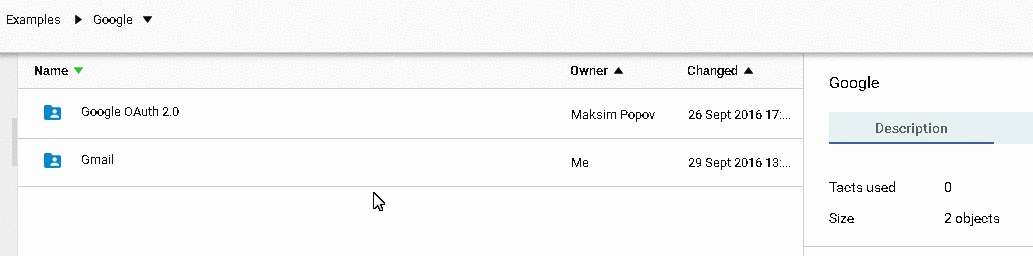 Examples Google
Name Owner Changed
Google OAuth 2.0 Maksim Popov 26 Sept 2016 17:...
Gmail Me 29 Sept 2016 13:...
Google
Description
Tacts used 0
Size 2 objects